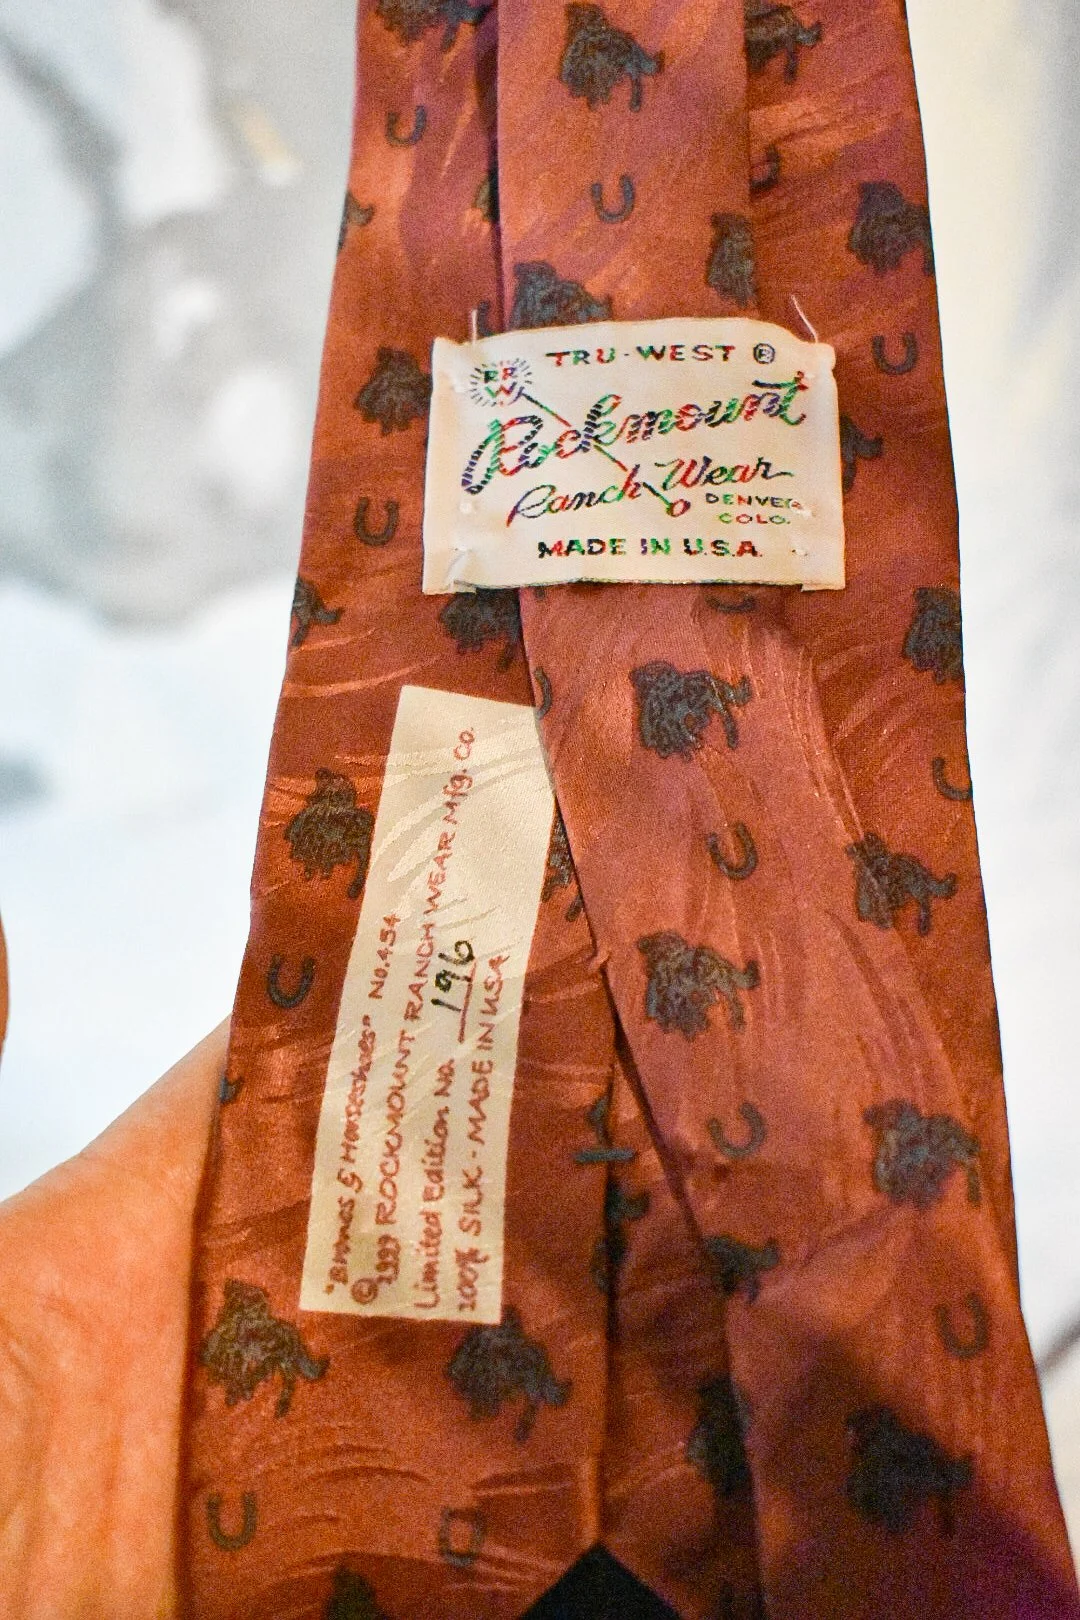 TRU-WEST ®
RRW
Rockmount
Ranch Wear
DENVER
COLO.
MADE IN U.S.A.
"Broncs & Horseshoes" No.454
© 1999 ROCKMOUNT RANCH WEAR Mfg. Co.
Limited Edition No. 196
100% SILK - MADE IN USA